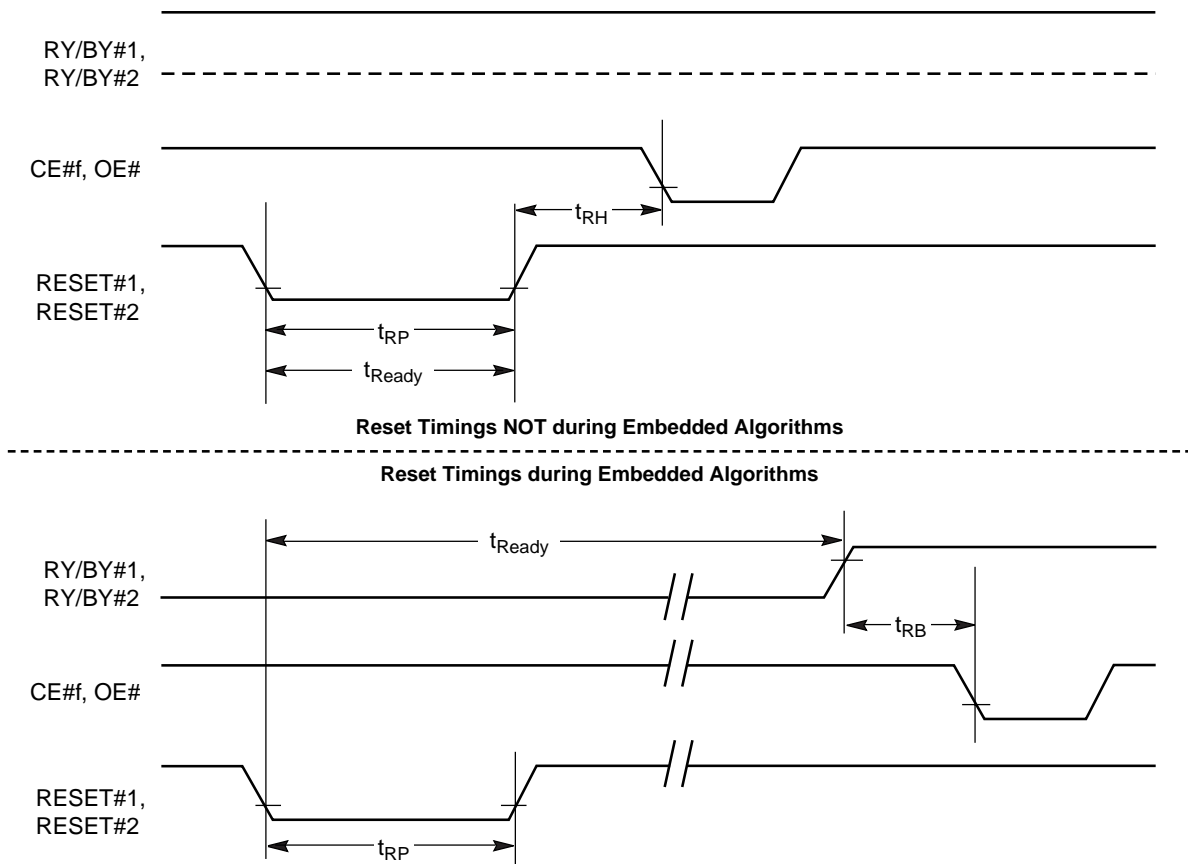 RY/BY#1,
RY/BY#2
CE#f, OE#
tRH
RESET#1,
RESET#2
tRP
tReady
Reset Timings NOT during Embedded Algorithms
Reset Timings during Embedded Algorithms
tReady
RY/BY#1,
RY/BY#2
tRB
CE#f, OE#
RESET#1,
RESET#2
tRP